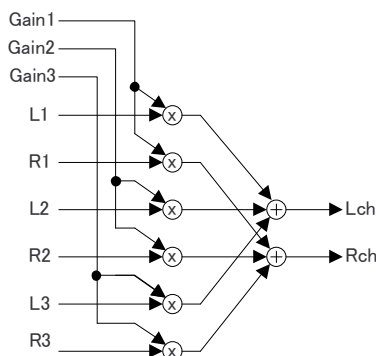 Gain1
Gain2
Gain3
L1
x
R1
x
L2
x
+
Lch
R2
x
+
Rch
L3
x
R3
x